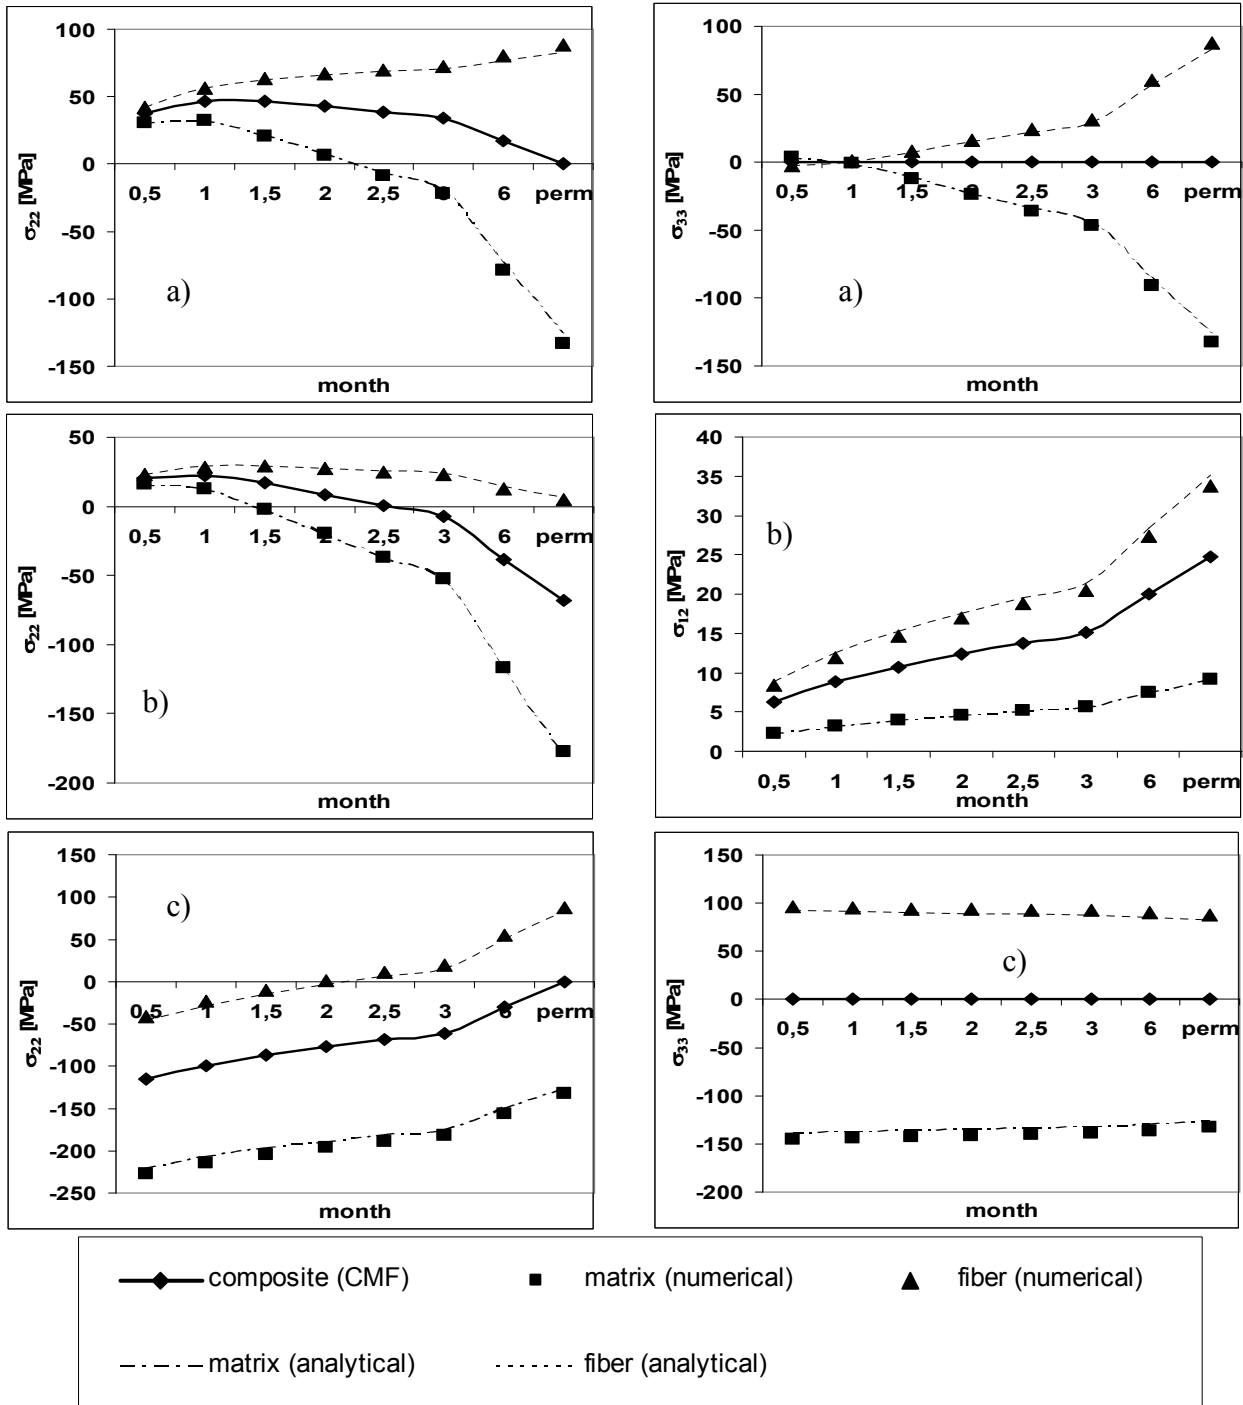 100
50
0
-50
-100
-150
σ22 [MPa]
0,5 1 1,5 2 2,5 3 6 perm
a)
month
100
50
0
-50
-100
-150
σ33 [MPa]
0,5 1 1,5 2 2,5 3 6 perm
a)
month
50
0
-50
-100
-150
-200
σ22 [MPa]
0,5 1 1,5 2 2,5 3 6 perm
b)
month
40
35
30
25
20
15
10
5
0
σ12 [MPa]
b)
0,5 1 1,5 2 2,5 3 6 perm
month
150
100
50
0
-50
-100
-150
-200
-250
σ22 [MPa]
c)
0,5 1 1,5 2 2,5 3 6 perm
month
150
100
50
0
-50
-100
-150
-200
σ33 [MPa]
c)
0,5 1 1,5 2 2,5 3 6 perm
month
composite (CMF) matrix (numerical) fiber (numerical)
matrix (analytical) fiber (analytical)